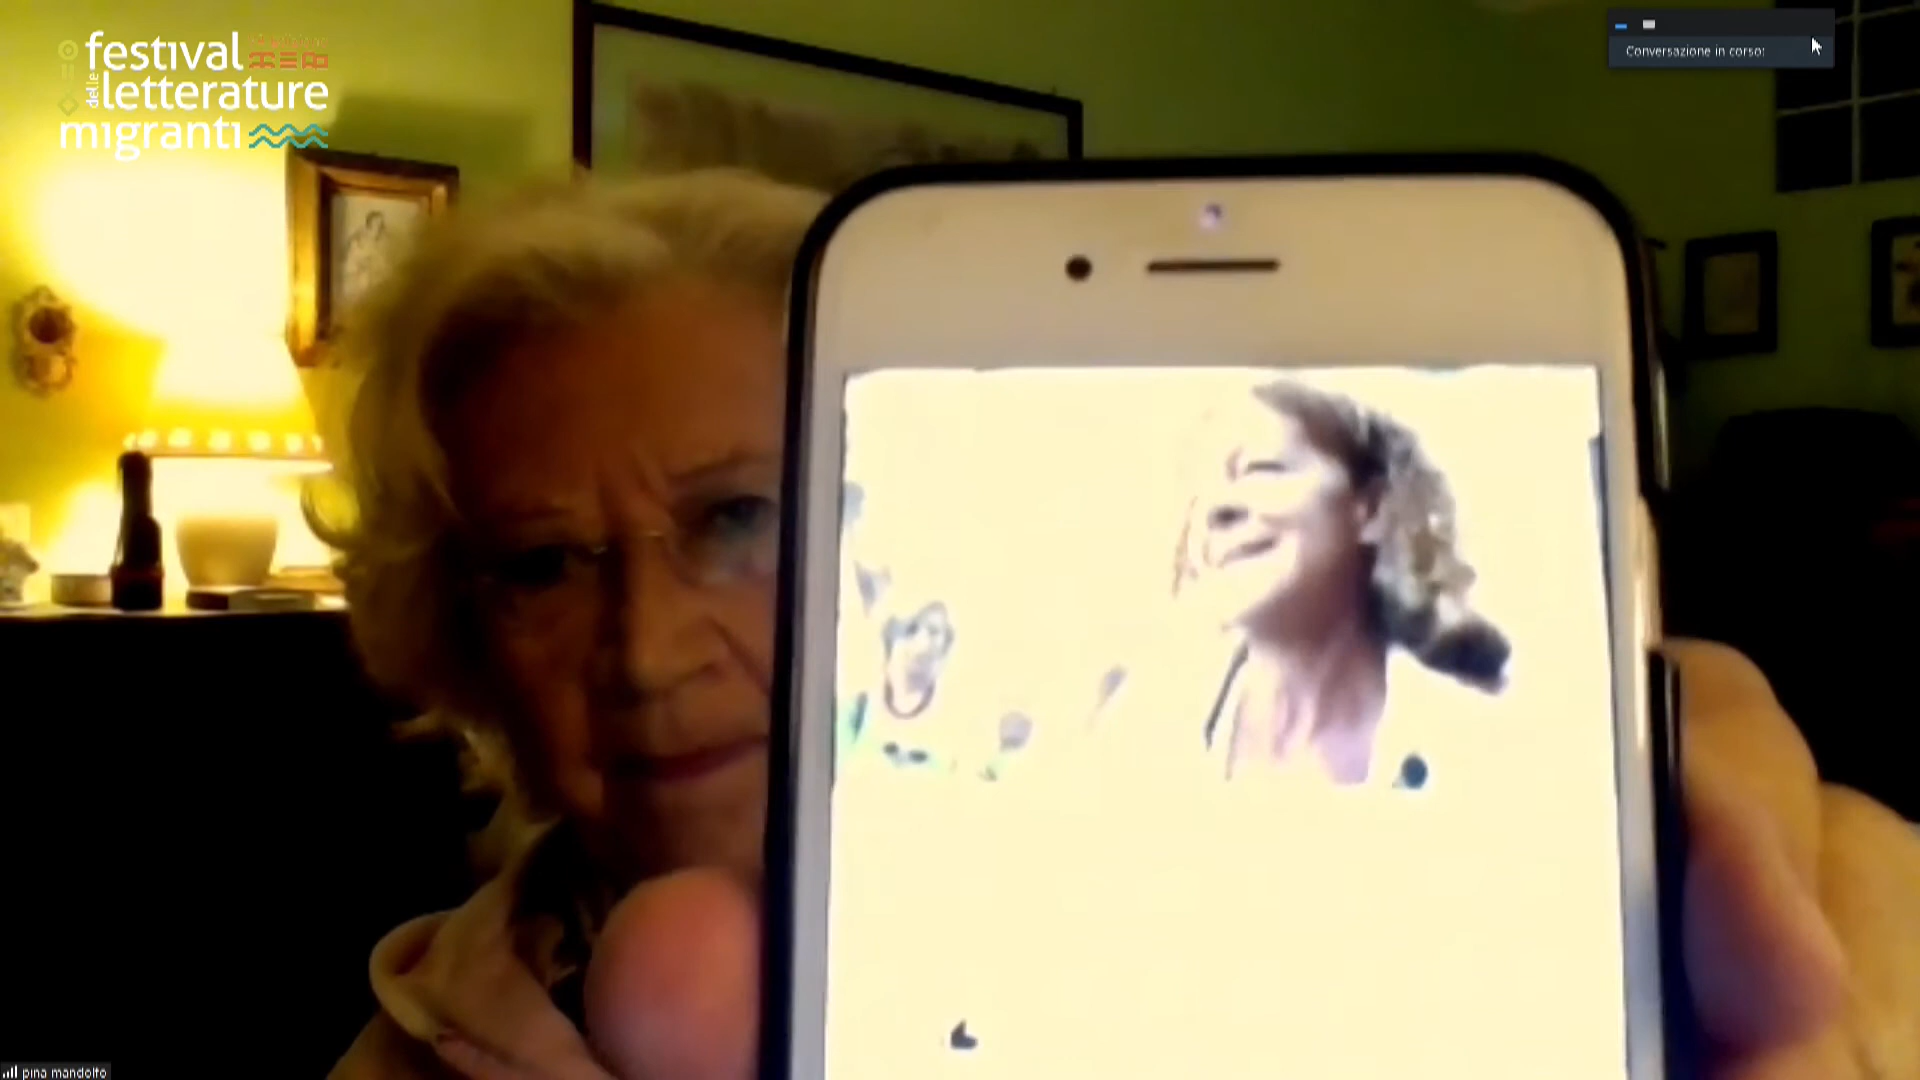 festival
delle
letterature
migranti
Conversazione in corso:
pina mandolfo